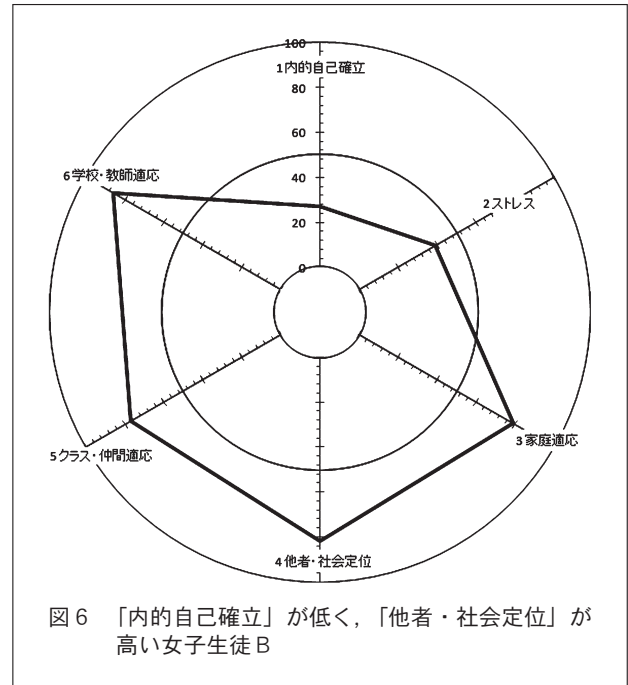 100
1内的自己確立
80
60
40
20
0
2ストレス
3家庭適応
4他者・社会定位
5クラス・仲間適応
6学校・教師適応
図6 「内的自己確立」が低く，「他者・社会定位」が
高い女子生徒B